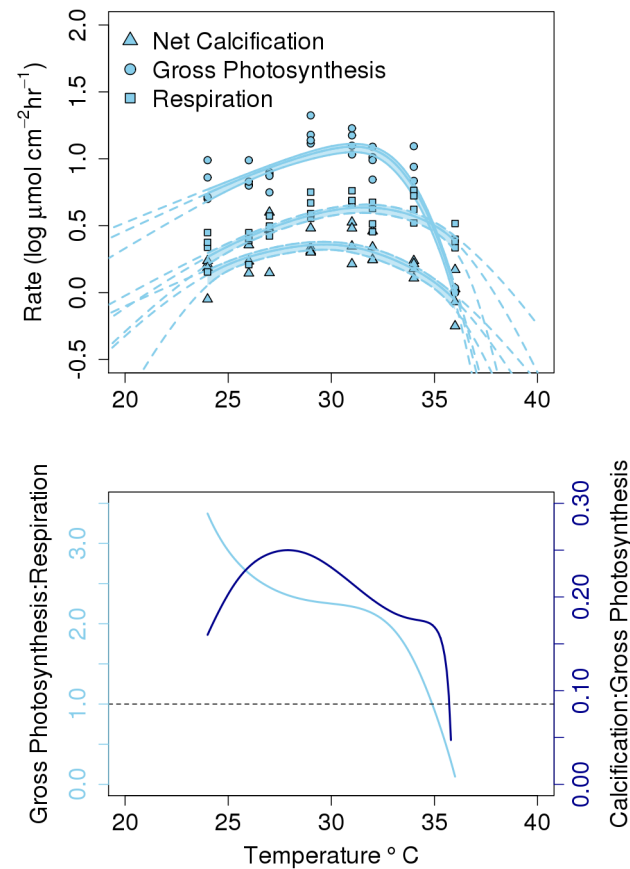 2.0
1.5
1.0
0.5
0.0
-0.5
Rate (log μmol cm⁻²hr⁻¹)
Net Calcification
Gross Photosynthesis
Respiration
20 25 30 35 40
Gross Photosynthesis:Respiration
3.0
2.0
1.0
0.0
0.30
0.20
0.10
0.00
Calcification:Gross Photosynthesis
20 25 30 35 40
Temperature ° C